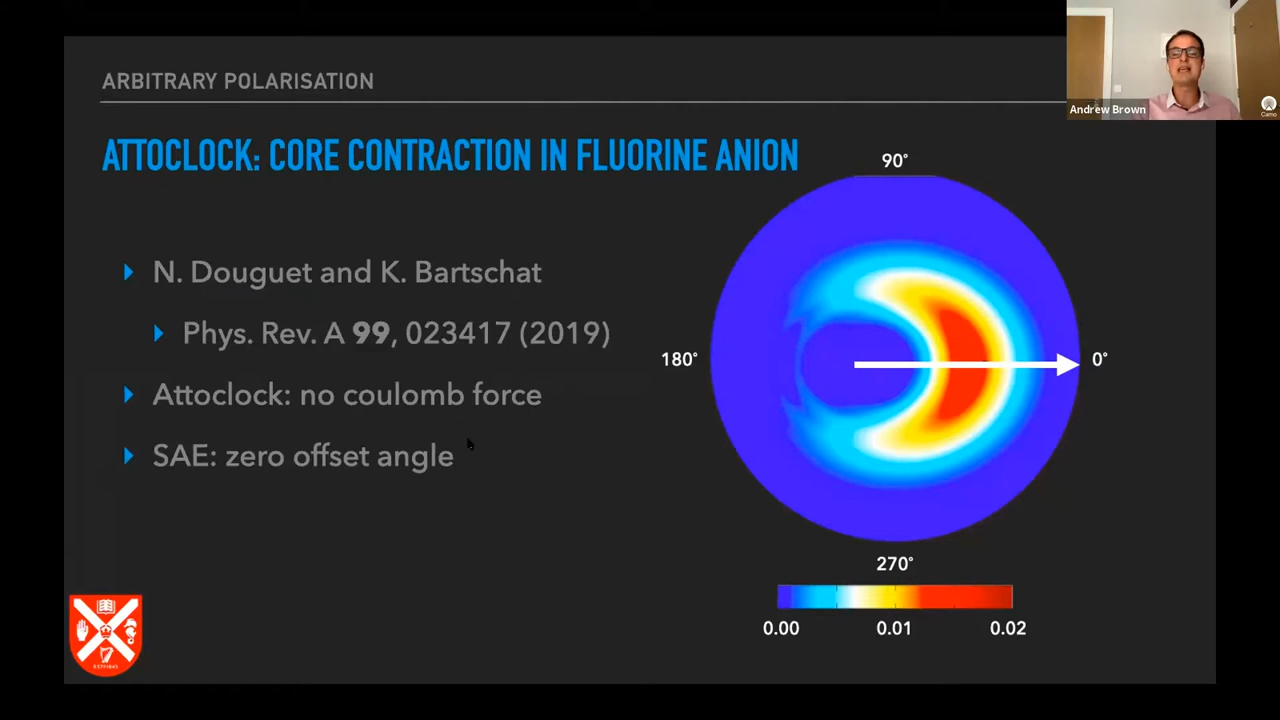 ARBITRARY POLARISATION
ATTOCLOCK: CORE CONTRACTION IN FLUORINE ANION
N. Douguet and K. Bartschat
Phys. Rev. A 99, 023417 (2019)
Attoclock: no coulomb force
SAE: zero offset angle
90°
180°
0°
270°
0.00
0.01
0.02
Andrew Brown
Camo